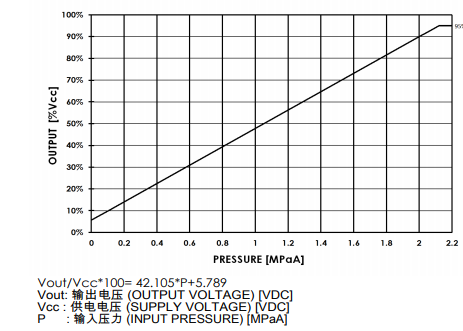 100%
90%
80%
70%
60%
50%
40%
30%
20%
10%
0%
OUTPUT [%Vcc]
95%
0 0.2 0.4 0.6 0.8 1 1.2 1.4 1.6 1.8 2 2.2
PRESSURE [MPaA]
Vout/Vcc*100= 42.105*P+5.789
Vout: 输出电压 (OUTPUT VOLTAGE) [VDC]
Vcc : 供电电压 (SUPPLY VOLTAGE) [VDC]
P : 输入压力 (INPUT PRESSURE) [MPaA]